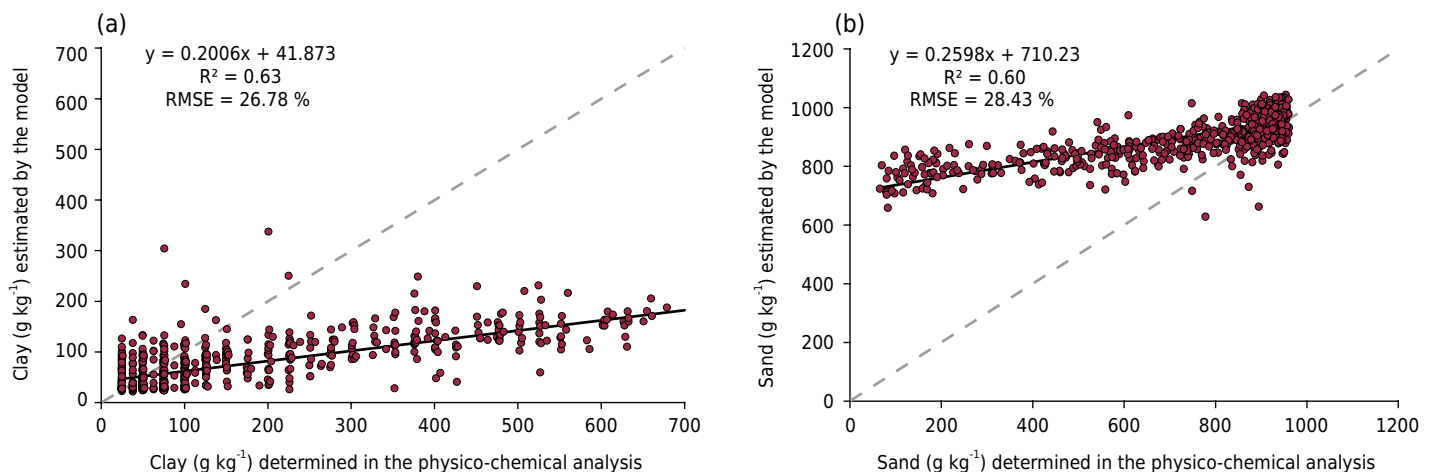 (a)
y = 0.2006x + 41.873
R² = 0.63
RMSE = 26.78 %
Clay (g kg⁻¹) estimated by the model
700
600
500
400
300
200
100
0
0 100 200 300 400 500 600 700
Clay (g kg⁻¹) determined in the physico-chemical analysis
(b)
y = 0.2598x + 710.23
R² = 0.60
RMSE = 28.43 %
Sand (g kg⁻¹) estimated by the model
1200
1000
800
600
400
200
0
0 200 400 600 800 1000 1200
Sand (g kg⁻¹) determined in the physico-chemical analysis